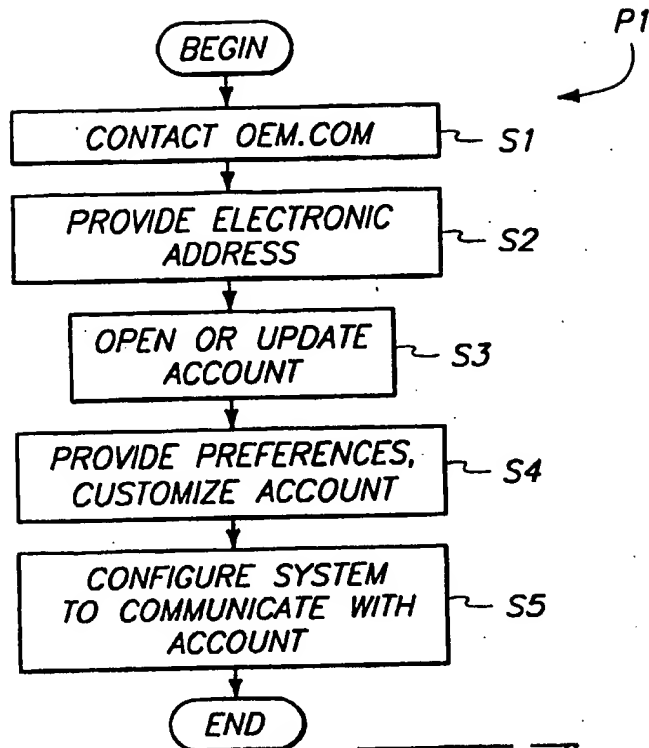 P1
BEGIN
CONTACT OEM.COM
S1
PROVIDE ELECTRONIC
ADDRESS
S2
OPEN OR UPDATE
ACCOUNT
S3
PROVIDE PREFERENCES,
CUSTOMIZE ACCOUNT
S4
CONFIGURE SYSTEM
TO COMMUNICATE WITH
ACCOUNT
S5
END